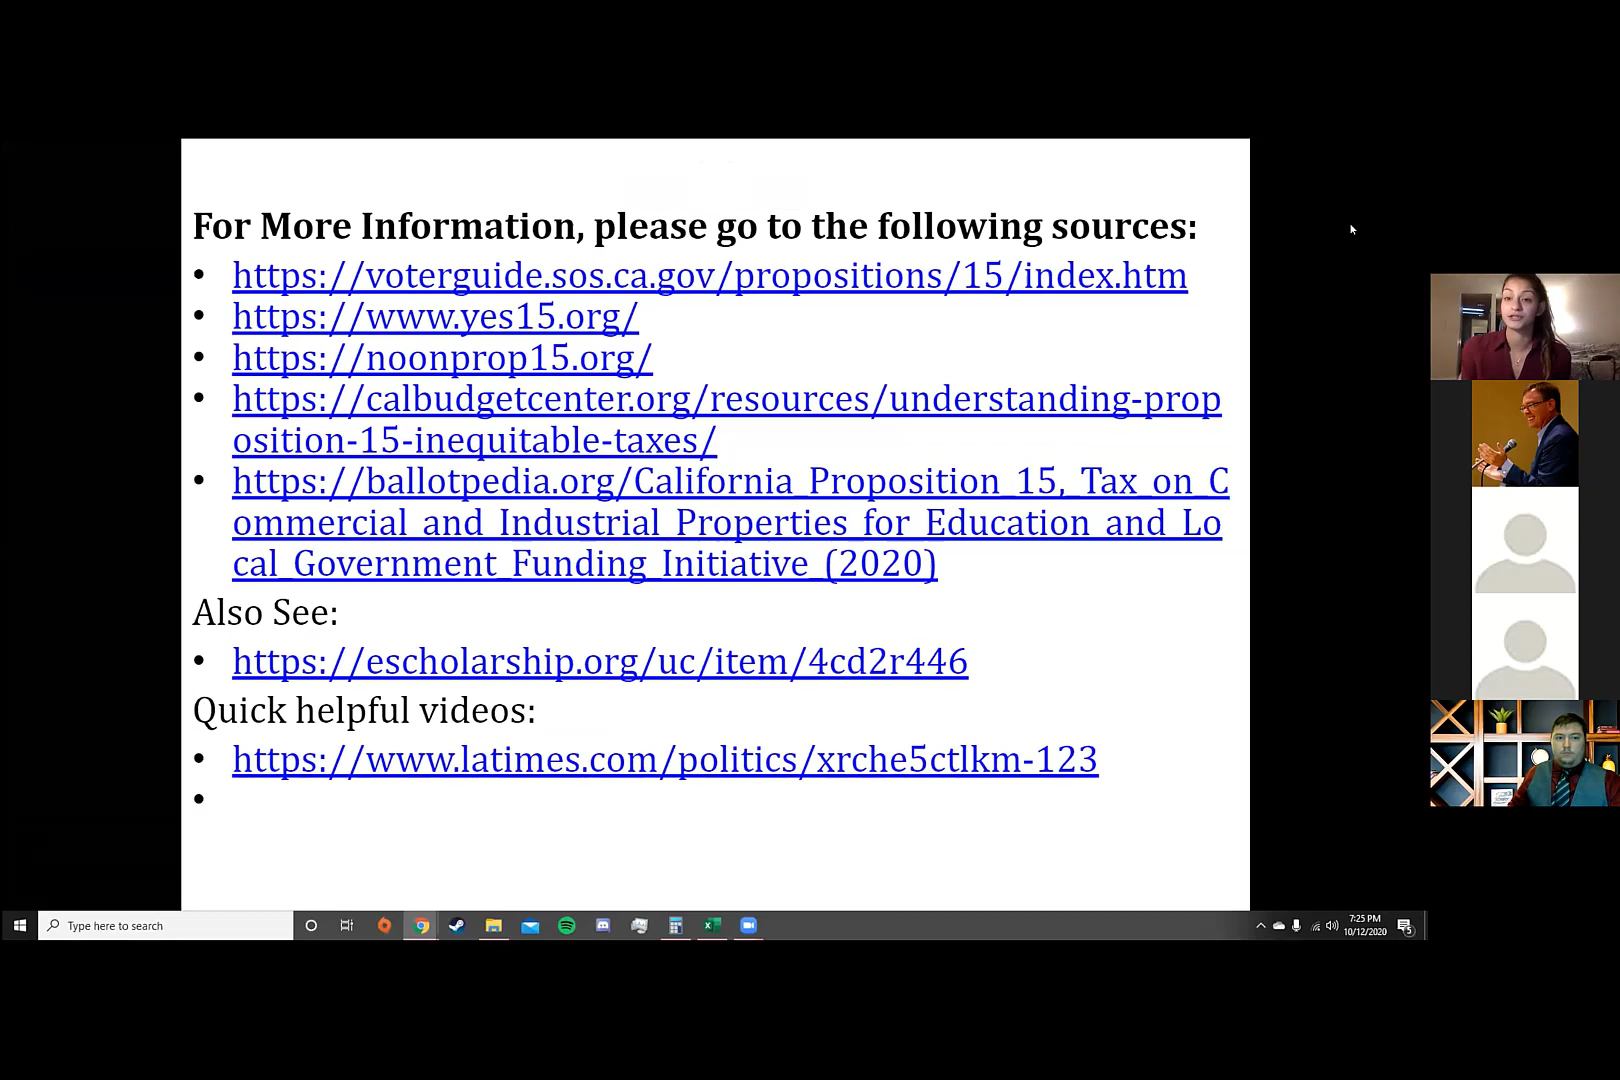 For More Information, please go to the following sources:
• https://voterguide.sos.ca.gov/propositions/15/index.htm
• https://www.yes15.org/
• https://noonprop15.org/
• https://calbudgetcenter.org/resources/understanding-prop
osition-15-inequitable-taxes/
• https://ballotpedia.org/California_Proposition_15,_Tax_on_C
ommercial_and_Industrial_Properties_for_Education_and_Lo
cal_Government_Funding_Initiative_(2020)
Also See:
• https://escholarship.org/uc/item/4cd2r446
Quick helpful videos:
• https://www.latimes.com/politics/xrche5ctlkm-123
•
Type here to search
7:25 PM
10/12/2020
5